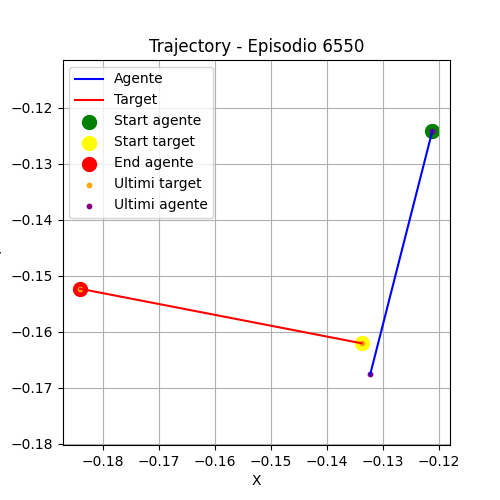 Trajectory - Episodio 6550
Agente
Target
Start agente
Start target
End agente
Ultimi target
Ultimi agente
−0.12
−0.13
−0.14
−0.15
−0.16
−0.17
−0.18
−0.18 −0.17 −0.16 −0.15 −0.14 −0.13 −0.12
X